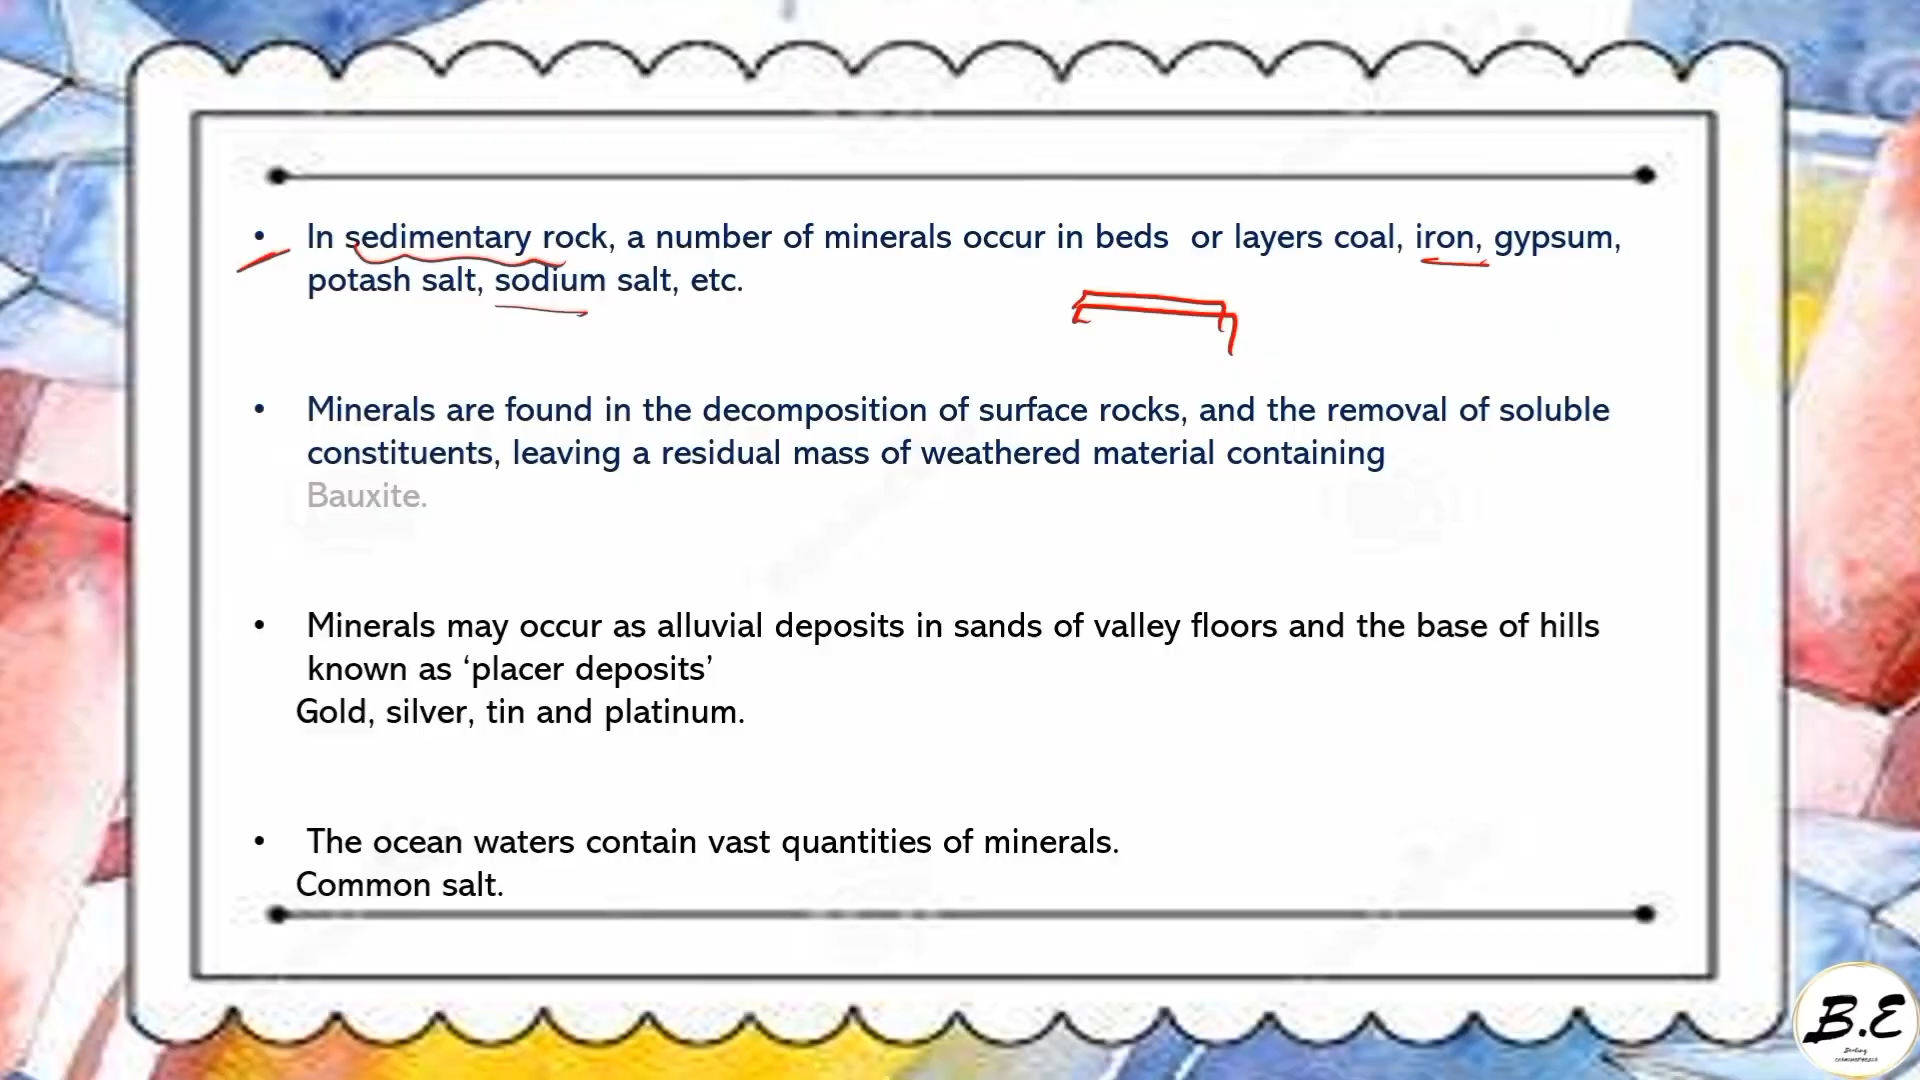 • In sedimentary rock, a number of minerals occur in beds or layers coal, iron, gypsum,
potash salt, sodium salt, etc.
• Minerals are found in the decomposition of surface rocks, and the removal of soluble
constituents, leaving a residual mass of weathered material containing
Bauxite.
• Minerals may occur as alluvial deposits in sands of valley floors and the base of hills
known as ‘placer deposits’
Gold, silver, tin and platinum.
• The ocean waters contain vast quantities of minerals.
Common salt.
B.E